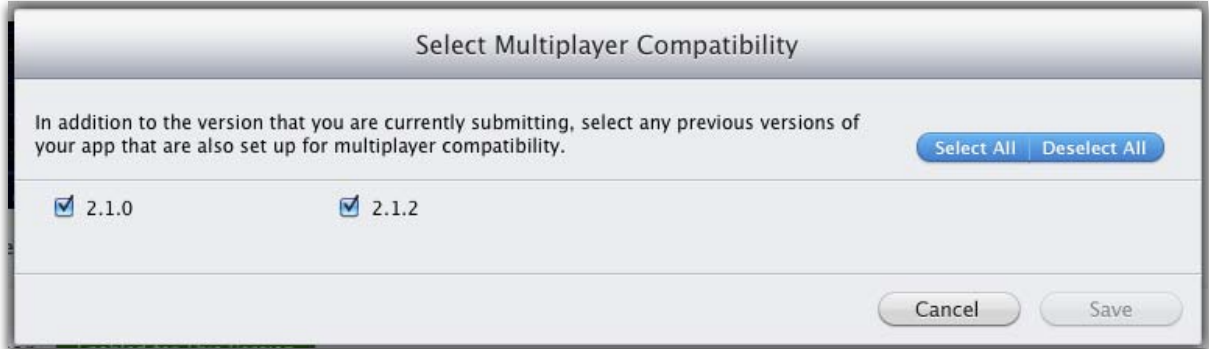 Select Multiplayer Compatibility
In addition to the version that you are currently submitting, select any previous versions of
your app that are also set up for multiplayer compatibility.
Select All Deselect All
2.1.0 2.1.2
Cancel Save